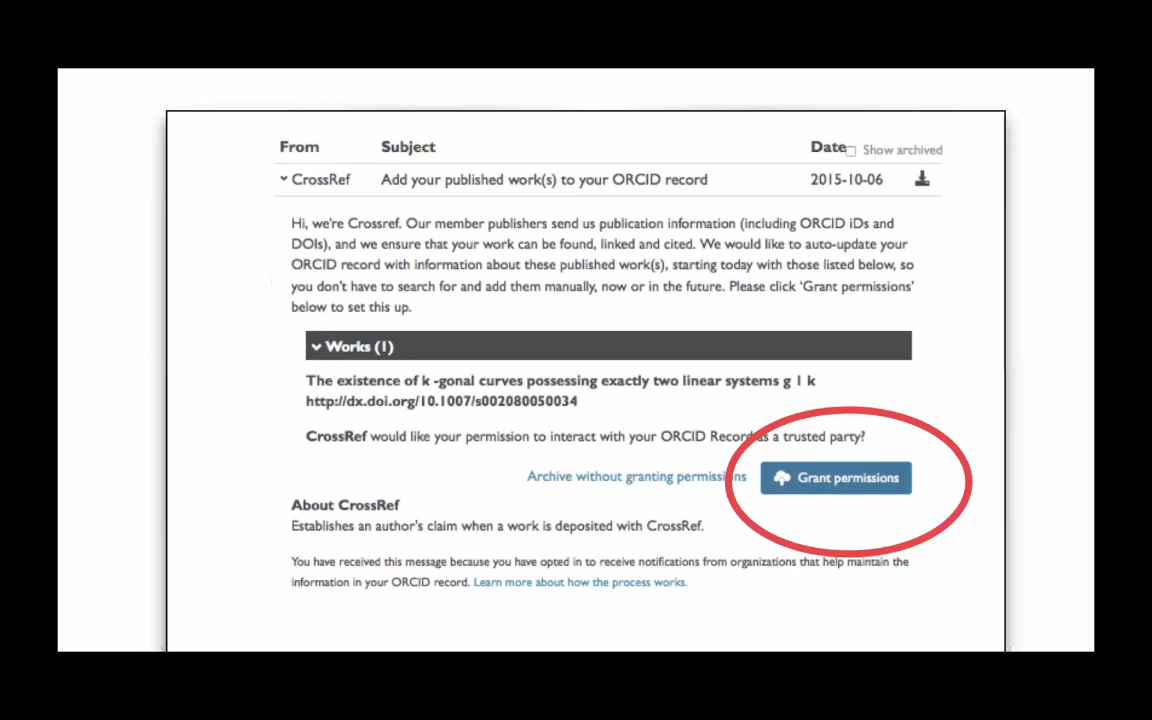 From Subject Date Show archived
CrossRef Add your published work(s) to your ORCID record 2015-10-06
Hi, we're Crossref. Our member publishers send us publication information (including ORCID iDs and
DOIs), and we ensure that your work can be found, linked and cited. We would like to auto-update your
ORCID record with information about these published work(s), starting today with those listed below, so
you don't have to search for and add them manually, now or in the future. Please click 'Grant permissions'
below to set this up.
Works (1)
The existence of k -gonal curves possessing exactly two linear systems g 1 k
http://dx.doi.org/10.1007/s002080050034
CrossRef would like your permission to interact with your ORCID Record as a trusted party?
Archive without granting permissions Grant permissions
About CrossRef
Establishes an author's claim when a work is deposited with CrossRef.
You have received this message because you have opted in to receive notifications from organizations that help maintain the
information in your ORCID record. Learn more about how the process works.